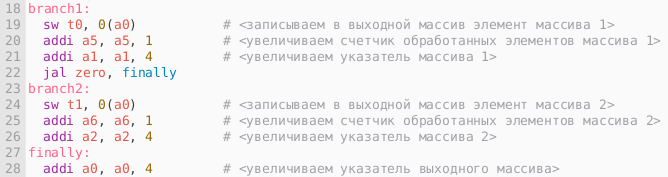 18 branch1:
19   sw t0, 0(a0)           # <записываем в выходной массив элемент массива 1>
20   addi a5, a5, 1         # <увеличиваем счетчик обработанных элементов массива 1>
21   addi a1, a1, 4         # <увеличиваем указатель массива 1>
22   jal zero, finally
23 branch2:
24   sw t1, 0(a0)           # <записываем в выходной массив элемент массива 2>
25   addi a6, a6, 1         # <увеличиваем счетчик обработанных элементов массива 2>
26   addi a2, a2, 4         # <увеличиваем указатель массива 2>
27 finally:
28   addi a0, a0, 4         # <увеличиваем указатель выходного массива>